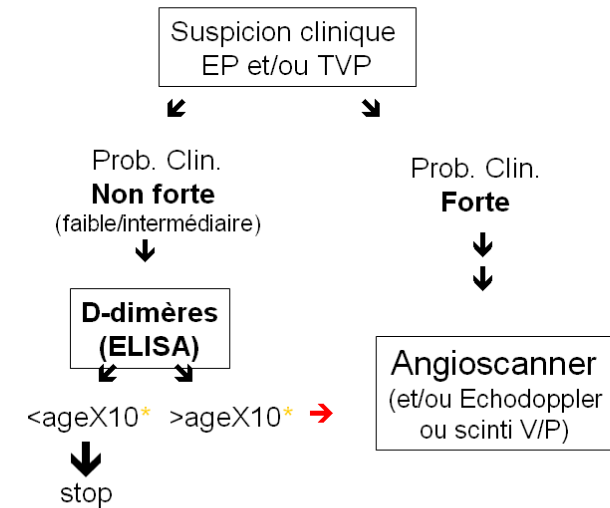 Suspicion clinique
EP et/ou TVP
Prob. Clin.
Non forte
(faible/intermédiaire)
Prob. Clin.
Forte
D-dimères
(ELISA)
<ageX10* >ageX10*
stop
Angioscanner
(et/ou Echodoppler
ou scinti V/P)